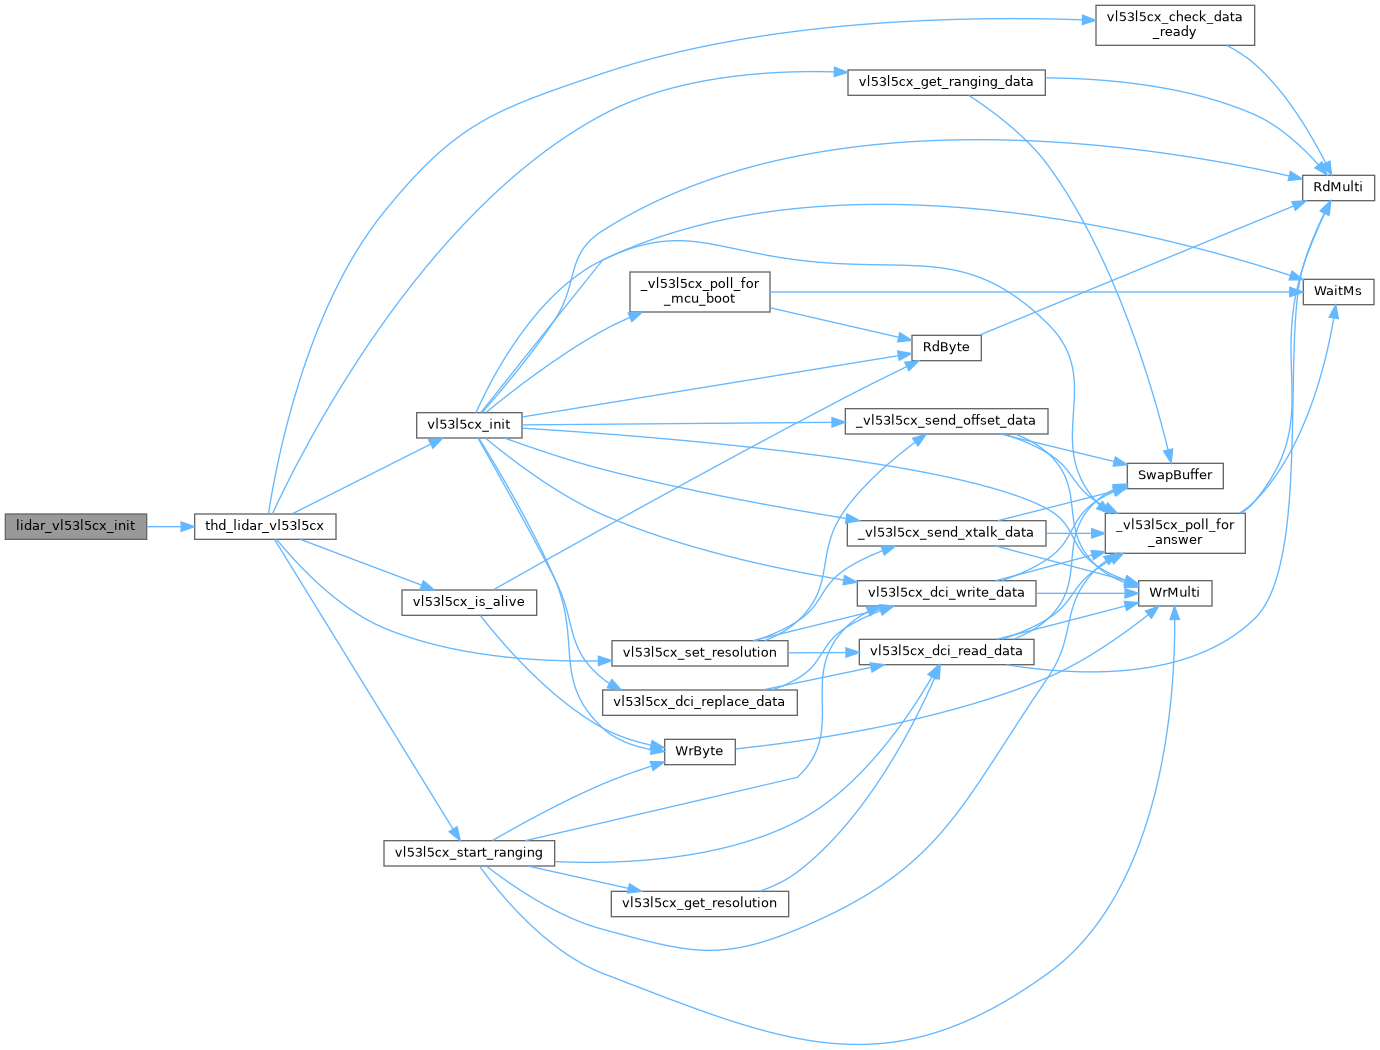 vl53l5cx_check_data
_ready
vl53l5cx_get_ranging_data
RdMulti
_vl53l5cx_poll_for
_mcu_boot
WaitMs
RdByte
vl53l5cx_init
_vl53l5cx_send_offset_data
SwapBuffer
lidar_vl53l5cx_init
thd_lidar_vl53l5cx
_vl53l5cx_send_xtalk_data
_vl53l5cx_poll_for
_answer
vl53l5cx_is_alive
vl53l5cx_dci_write_data
WrMulti
vl53l5cx_set_resolution
vl53l5cx_dci_read_data
vl53l5cx_dci_replace_data
WrByte
vl53l5cx_start_ranging
vl53l5cx_get_resolution